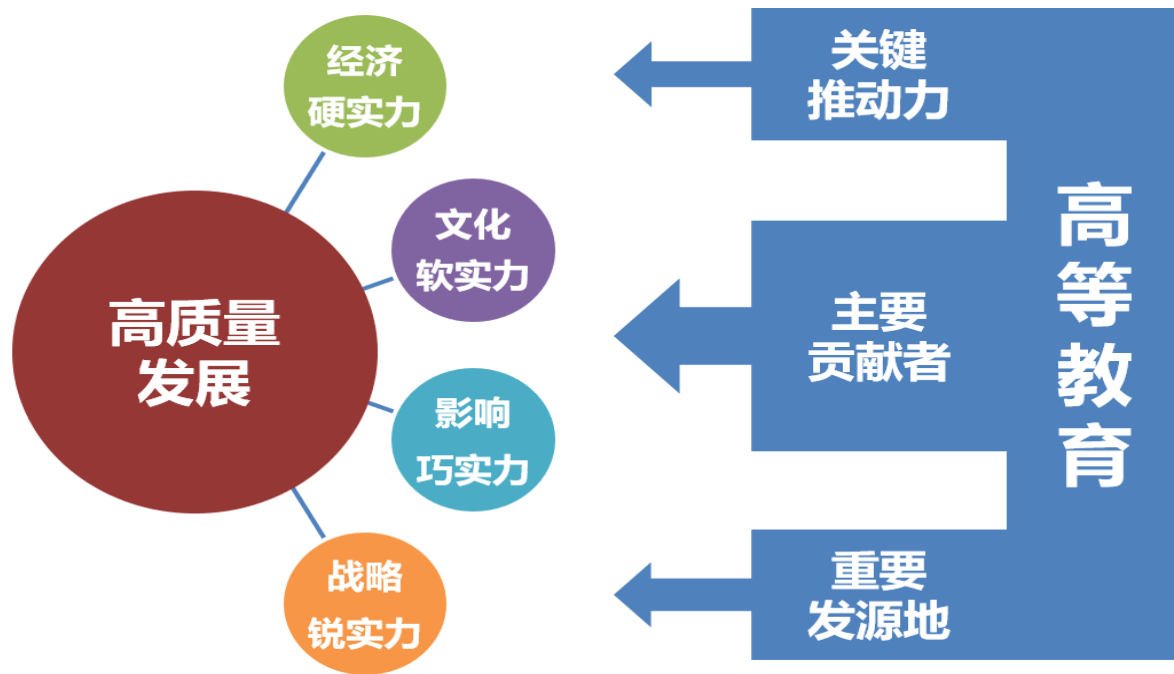 经济
硬实力
文化
软实力
高质量
发展
影响
巧实力
战略
锐实力
关键
推动力
主要
贡献者
重要
发源地
高等教育